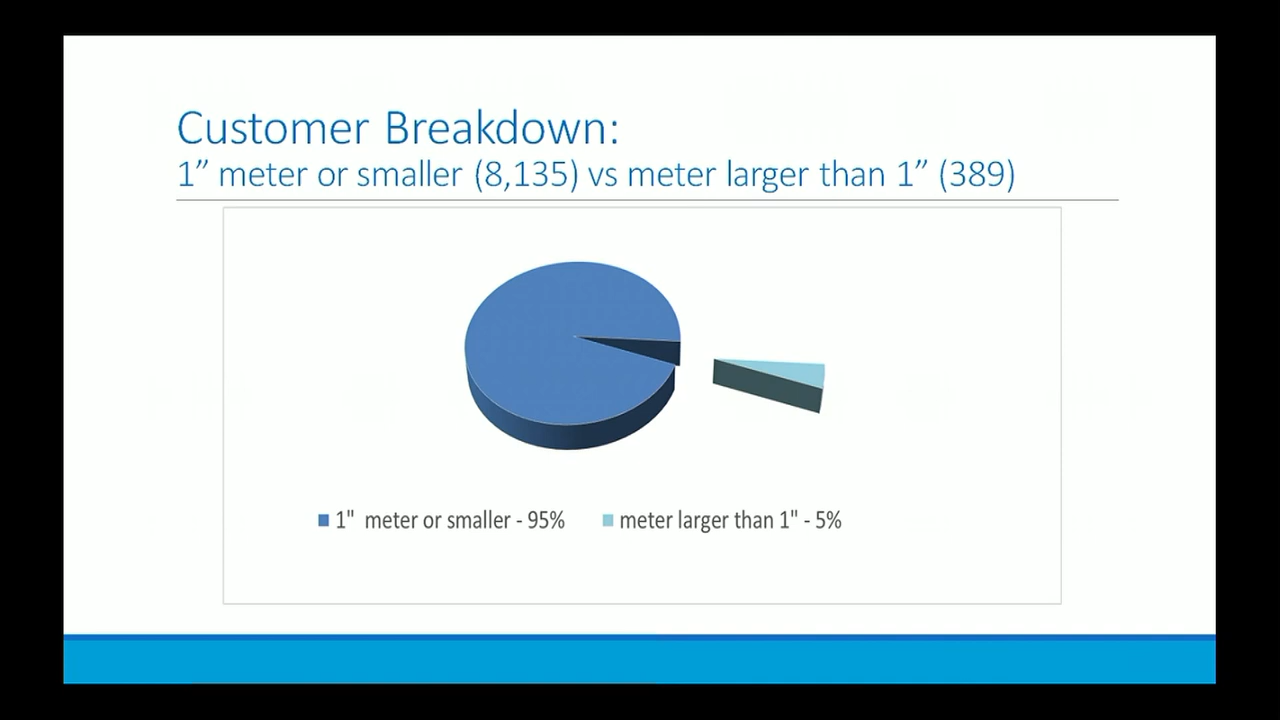 Customer Breakdown:
1” meter or smaller (8,135) vs meter larger than 1” (389)
1" meter or smaller - 95%
meter larger than 1" - 5%